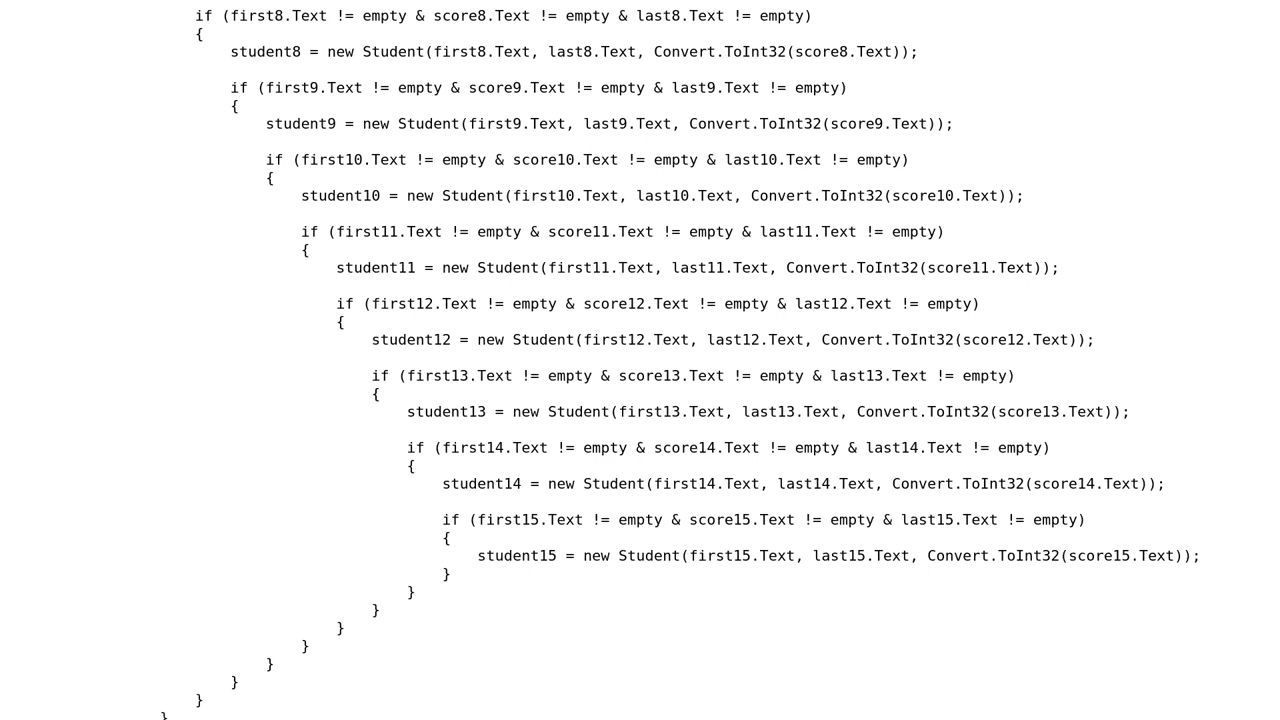 if (first8.Text != empty & score8.Text != empty & last8.Text != empty)
{
student8 = new Student(first8.Text, last8.Text, Convert.ToInt32(score8.Text));
if (first9.Text != empty & score9.Text != empty & last9.Text != empty)
{
student9 = new Student(first9.Text, last9.Text, Convert.ToInt32(score9.Text));
if (first10.Text != empty & score10.Text != empty & last10.Text != empty)
{
student10 = new Student(first10.Text, last10.Text, Convert.ToInt32(score10.Text));
if (first11.Text != empty & score11.Text != empty & last11.Text != empty)
{
student11 = new Student(first11.Text, last11.Text, Convert.ToInt32(score11.Text));
if (first12.Text != empty & score12.Text != empty & last12.Text != empty)
{
student12 = new Student(first12.Text, last12.Text, Convert.ToInt32(score12.Text));
if (first13.Text != empty & score13.Text != empty & last13.Text != empty)
{
student13 = new Student(first13.Text, last13.Text, Convert.ToInt32(score13.Text));
if (first14.Text != empty & score14.Text != empty & last14.Text != empty)
{
student14 = new Student(first14.Text, last14.Text, Convert.ToInt32(score14.Text));
if (first15.Text != empty & score15.Text != empty & last15.Text != empty)
{
student15 = new Student(first15.Text, last15.Text, Convert.ToInt32(score15.Text));
}
}
}
}
}
}
}
}
}